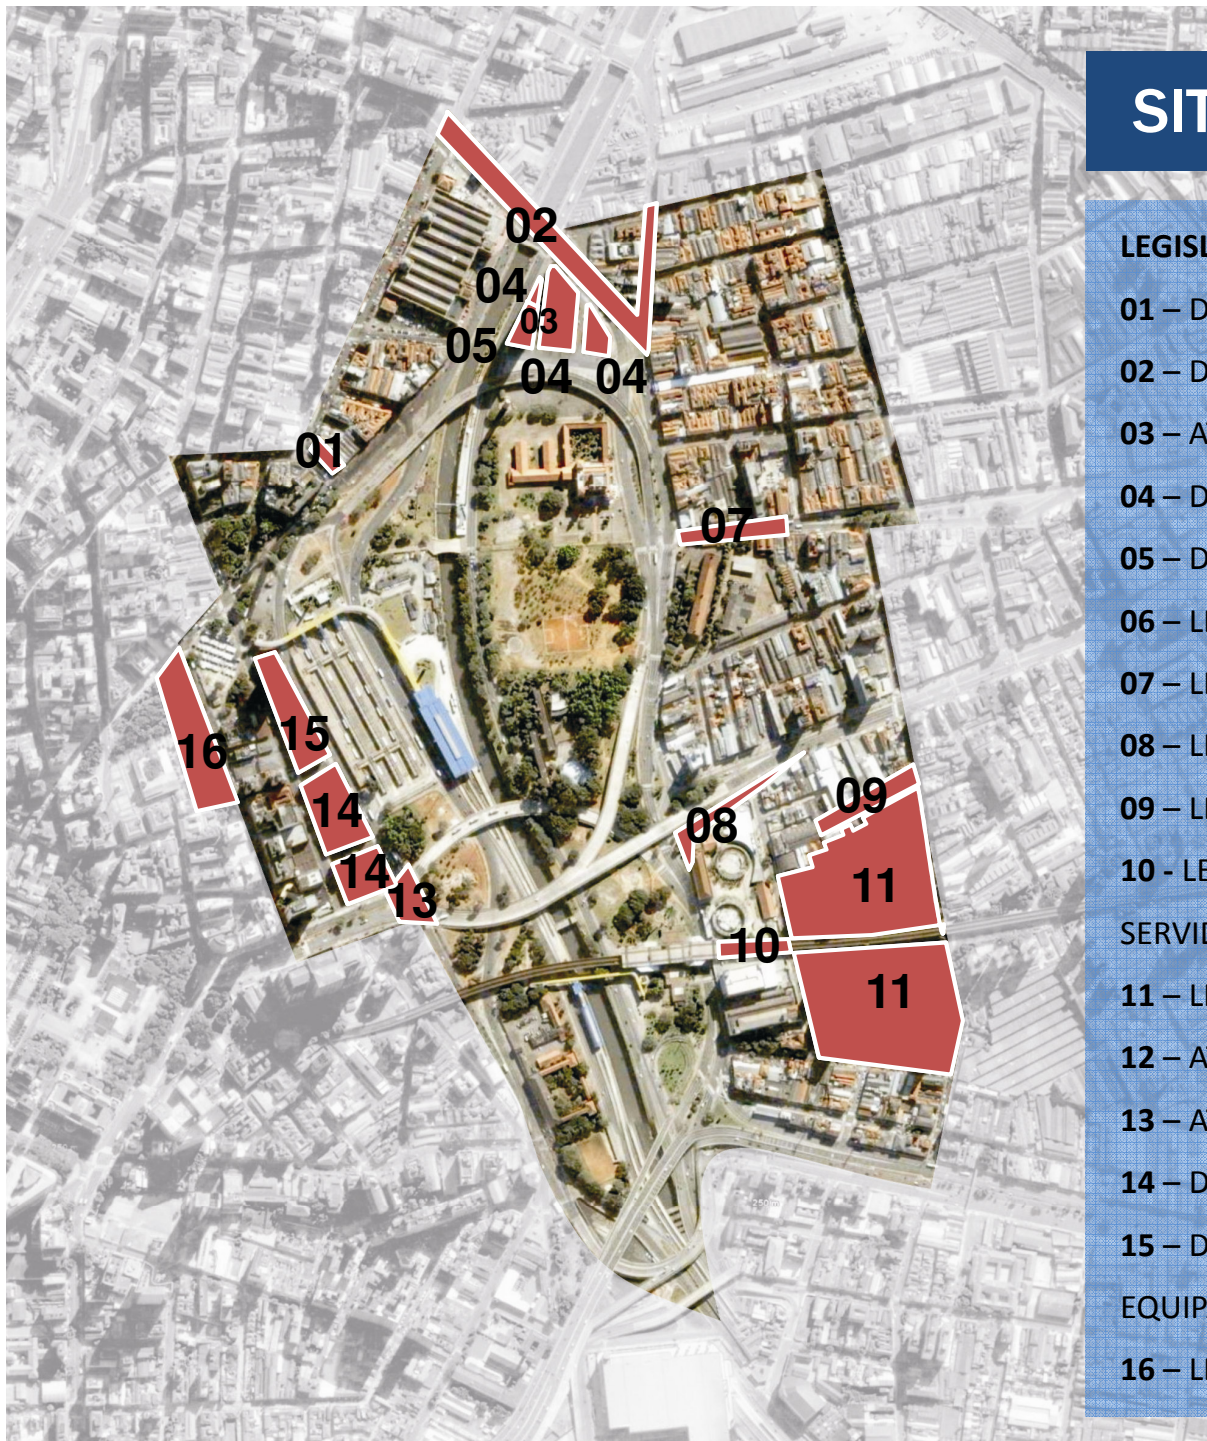 SIT
LEGISL
01 – D
02 – D
03 – A
04 – D
05 – D
06 – L
07 – L
08 – L
09 – L
10 - LE
SERVID
11 – L
12 – A
13 – A
14 – D
15 – D
EQUIP
16 – L
02
04
03
05
04
04
01
07
16
15
14
14
13
08
09
11
10
11